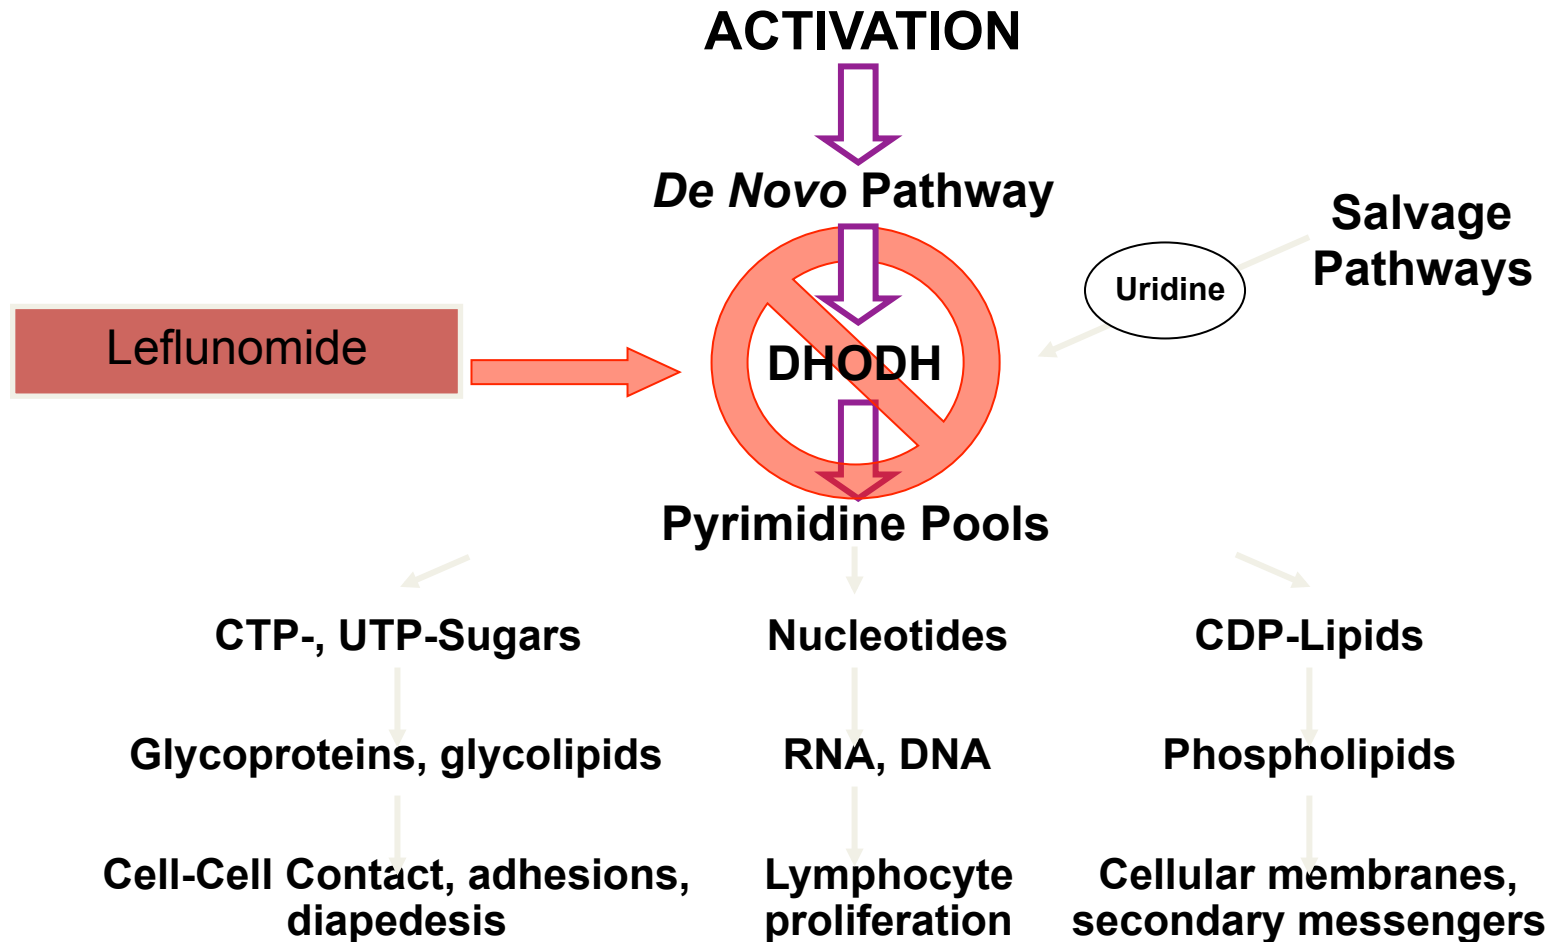 ACTIVATION
De Novo Pathway
Salvage
Pathways
Uridine
Leflunomide
DHODH
Pyrimidine Pools
CTP-, UTP-Sugars
Nucleotides
CDP-Lipids
Glycoproteins, glycolipids
RNA, DNA
Phospholipids
Cell-Cell Contact, adhesions,
diapedesis
Lymphocyte
proliferation
Cellular membranes,
secondary messengers